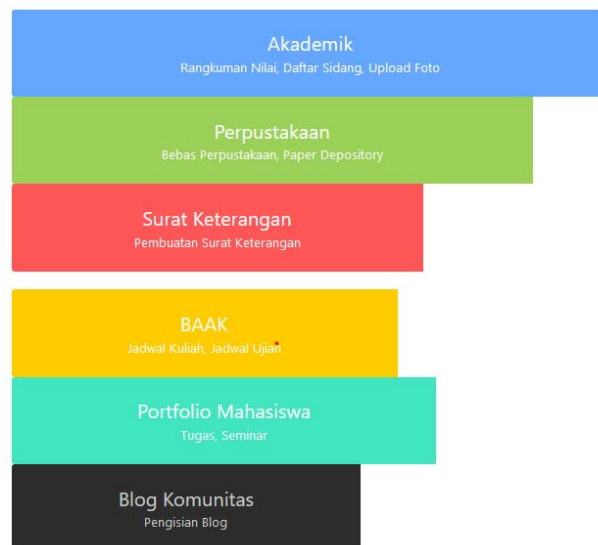 Akademik
Rangkuman Nilai, Daftar Sidang, Upload Foto
Perpustakaan
Bebas Perpustakaan, Paper Depository
Surat Keterangan
Pembuatan Surat Keterangan
BAAK
Jadwal Kuliah, Jadwal Ujian
Portfolio Mahasiswa
Tugas, Seminar
Blog Komunitas
Pengisian Blog